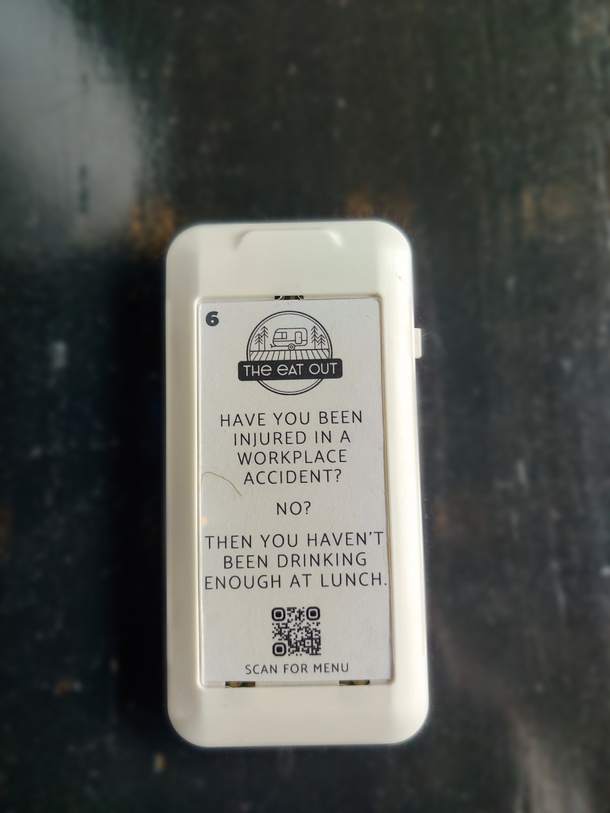 6
THE EAT OUT
HAVE YOU BEEN
INJURED IN A
WORKPLACE
ACCIDENT?
NO?
THEN YOU HAVEN'T
BEEN DRINKING
ENOUGH AT LUNCH.
SCAN FOR MENU